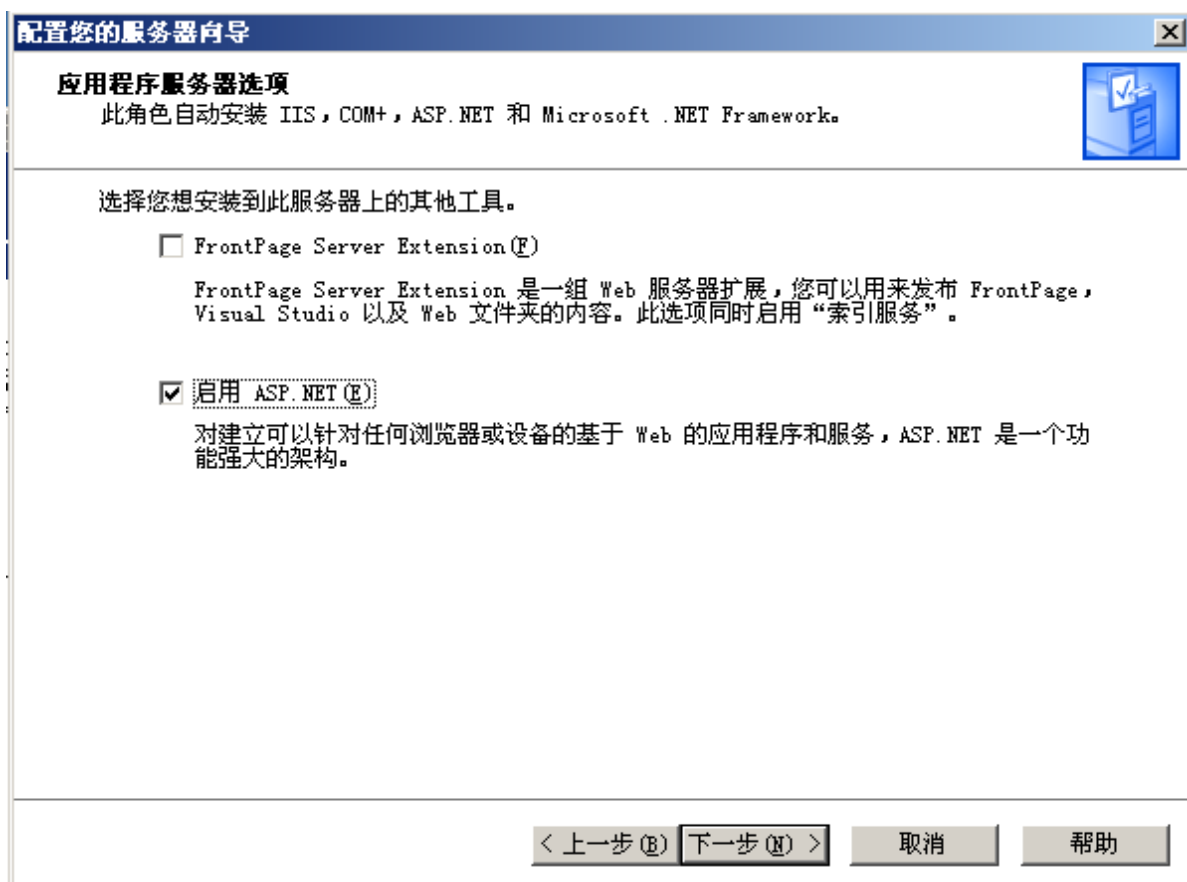 配置您的服务器向导
应用程序服务器选项
此角色自动安装 IIS，COM+，ASP.NET 和 Microsoft .NET Framework。
选择您想安装到此服务器上的其他工具。
FrontPage Server Extension(F)
FrontPage Server Extension 是一组 Web 服务器扩展，您可以用来发布 FrontPage，
Visual Studio 以及 Web 文件夹的内容。此选项同时启用“索引服务”。
启用 ASP.NET(E)
对建立可以针对任何浏览器或设备的基于 Web 的应用程序和服务，ASP.NET 是一个功
能强大的架构。
< 上一步(B) 下一步(N) > 取消 帮助